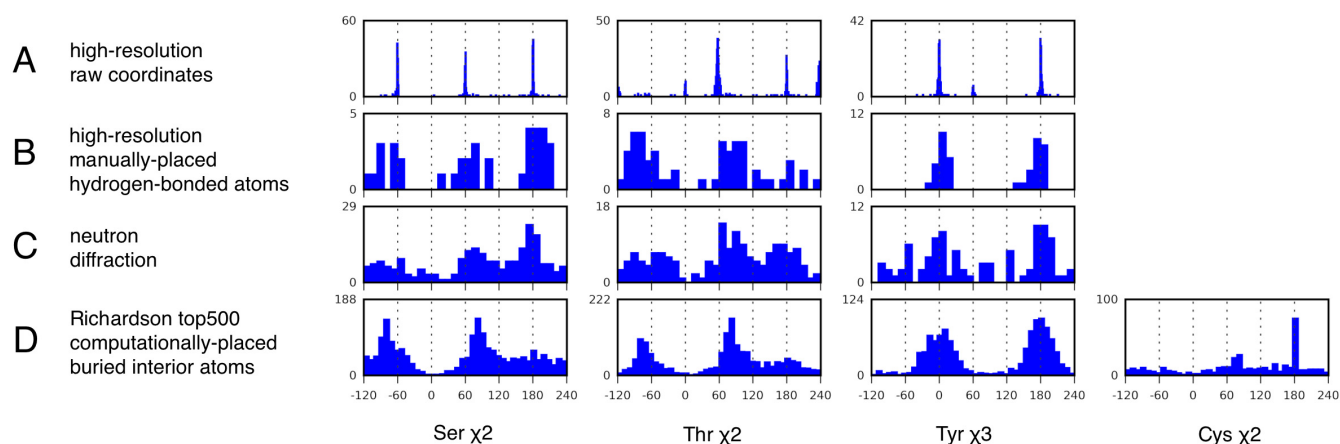 A
high-resolution
raw coordinates
60
0
50
0
42
0
B
high-resolution
manually-placed
hydrogen-bonded atoms
5
0
8
0
12
0
C
neutron
diffraction
29
0
18
0
12
0
D
Richardson top500
computationally-placed
buried interior atoms
188
0
222
0
124
0
100
0
-120 -60 0 60 120 180 240
-120 -60 0 60 120 180 240
-120 -60 0 60 120 180 240
-120 -60 0 60 120 180 240
Ser χ2
Thr χ2
Tyr χ3
Cys χ2